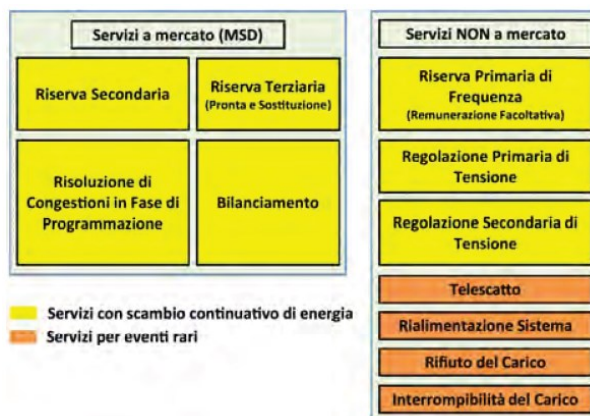 Servizi a mercato (MSD)
Riserva Secondaria
Riserva Terziaria
(Pronta e Sostituzione)
Risoluzione di
Congestioni in Fase di
Programmazione
Bilanciamento
Servizi con scambio continuativo di energia
Servizi per eventi rari
Servizi NON a mercato
Riserva Primaria di
Frequenza
(Remunerazione Facoltativa)
Regolazione Primaria di
Tensione
Regolazione Secondaria di
Tensione
Telescatto
Rialimentazione Sistema
Rifiuto del Carico
Interrompibilità del Carico